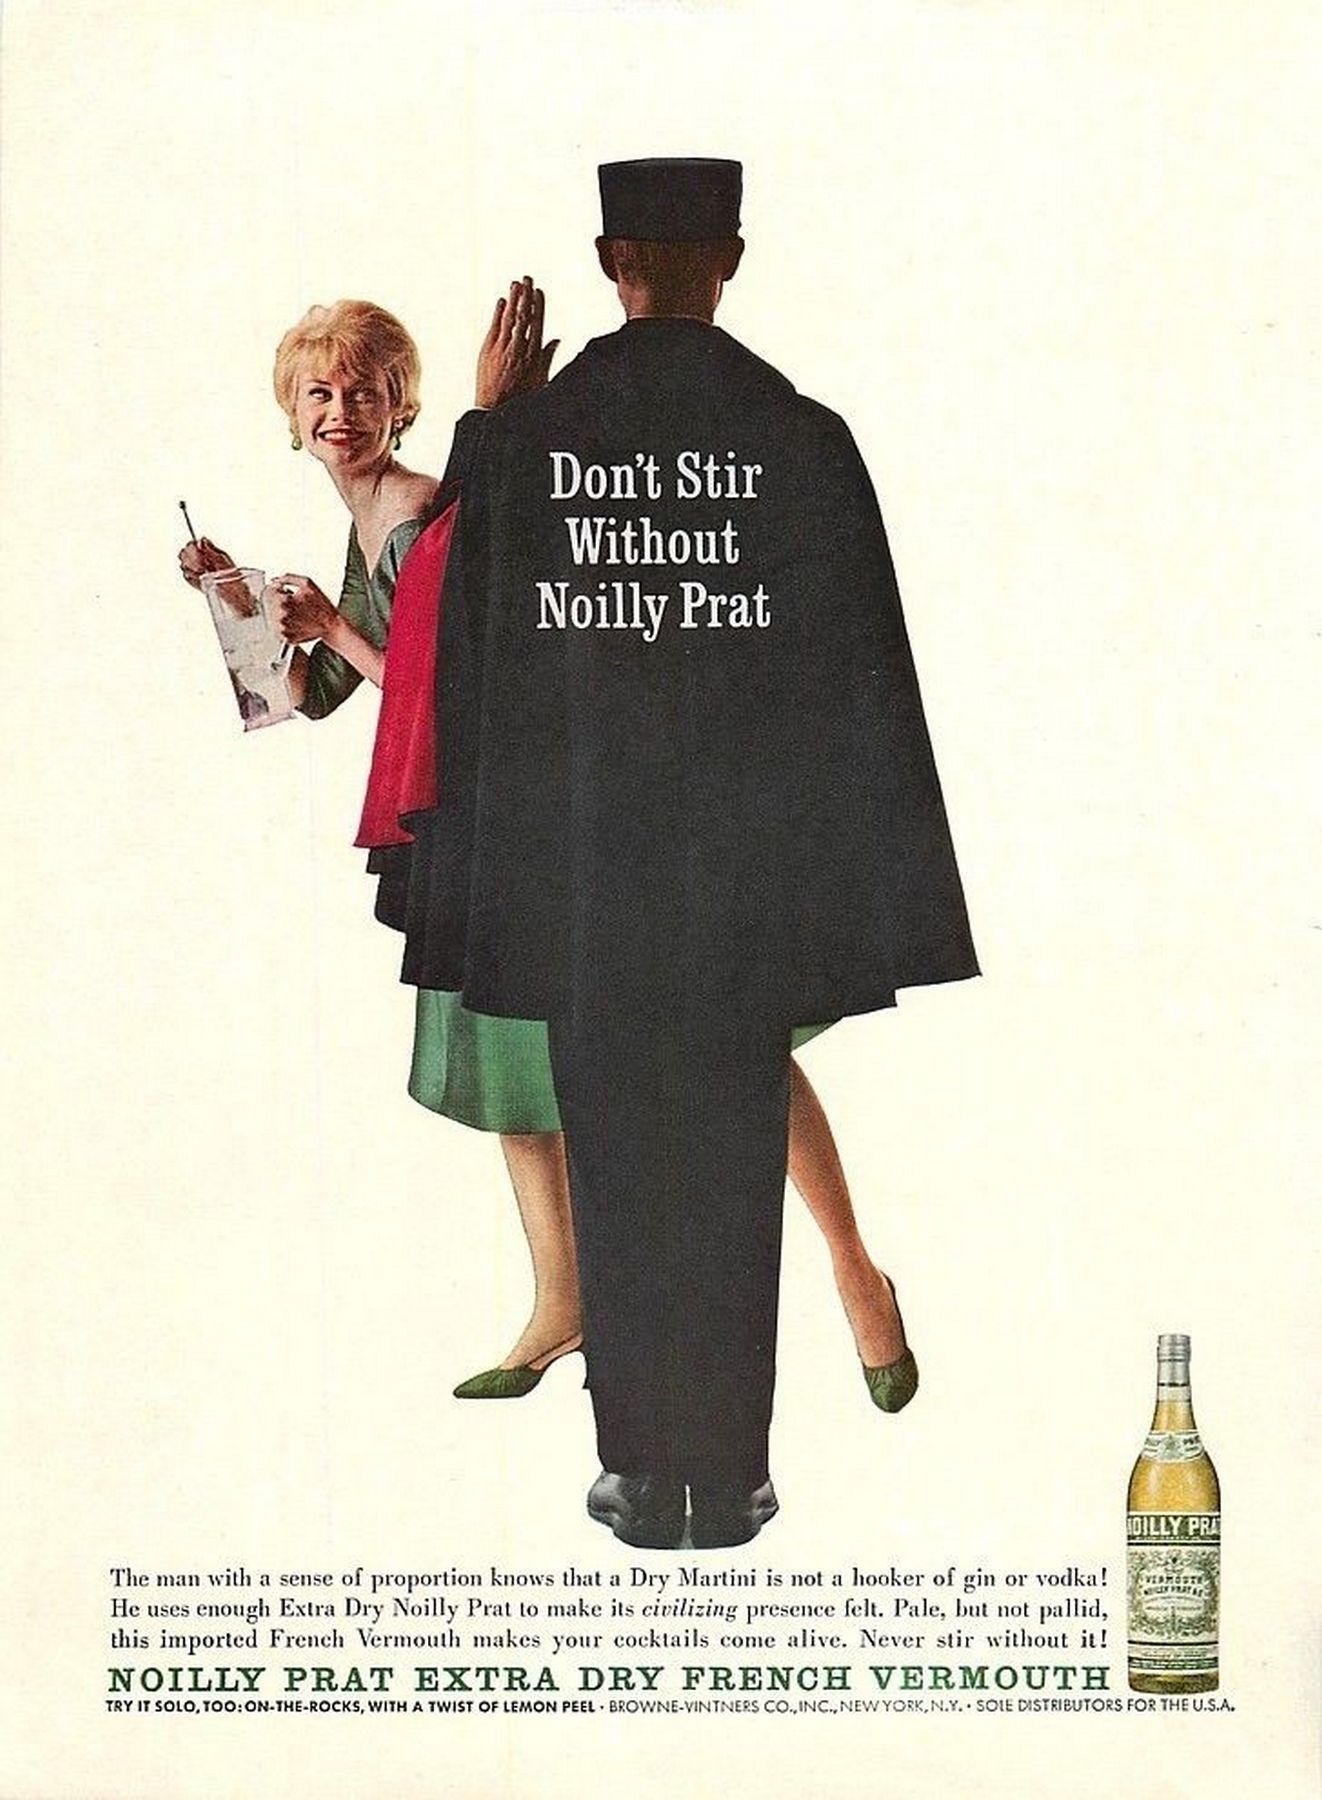 Don't Stir
Without
Noilly Prat
The man with a sense of proportion knows that a Dry Martini is not a hooker of gin or vodka!
He uses enough Extra Dry Noilly Prat to make its civilizing presence felt. Pale, but not pallid,
this imported French Vermouth makes your cocktails come alive. Never stir without it!
NOILLY PRAT EXTRA DRY FRENCH VERMOUTH
TRY IT SOLO, TOO: ON-THE-ROCKS, WITH A TWIST OF LEMON PEEL • BROWNE-VINTNERS CO., INC., NEW YORK, N.Y. • SOLE DISTRIBUTORS FOR THE U.S.A.
NOILLY PRAT
VERMOUTH
NOILLY PRAT & C